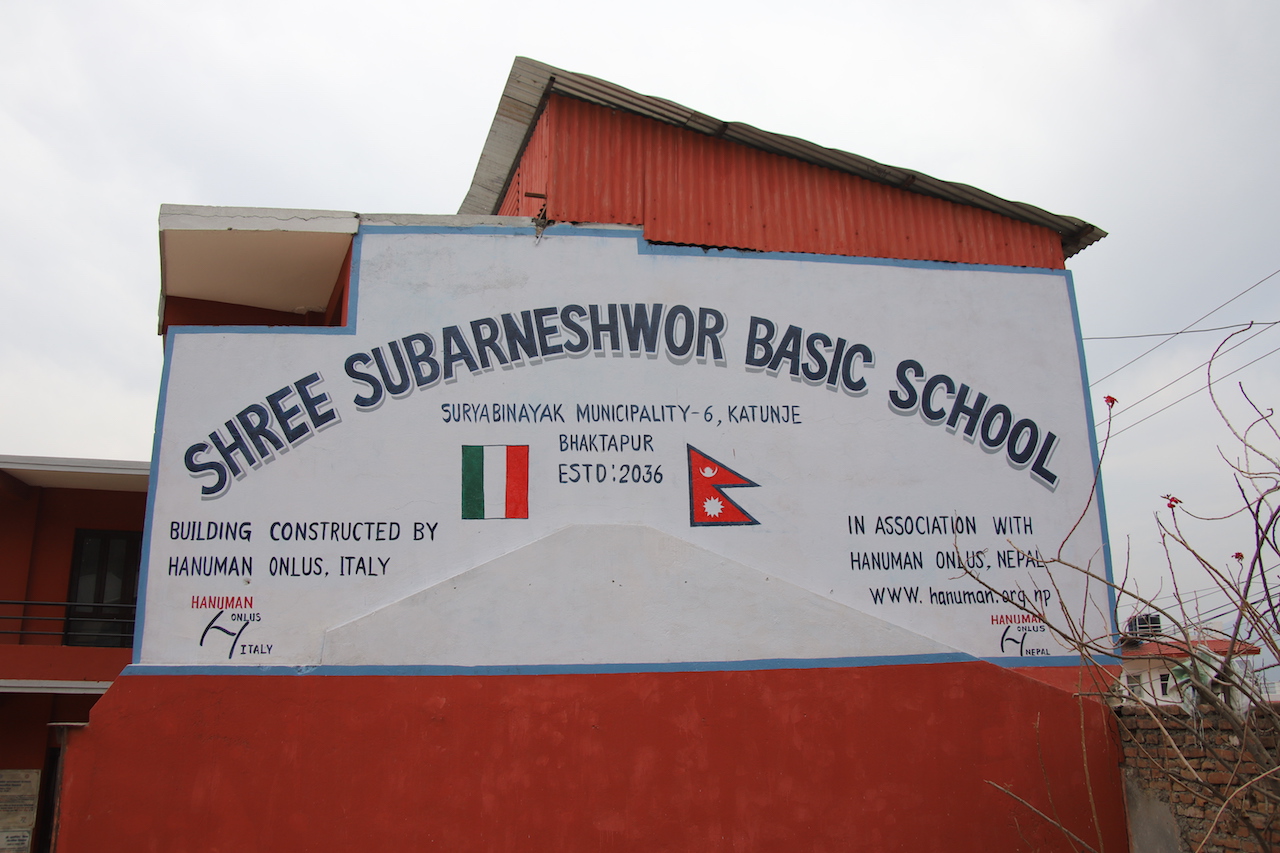 SHREE SUBARNESHWOR BASIC SCHOOL
SURYABINAYAK MUNICIPALITY-6, KATUNJE
BHAKTAPUR
ESTD:2036
BUILDING CONSTRUCTED BY
HANUMAN ONLUS, ITALY
HANUMAN
ONLUS
ITALY
IN ASSOCIATION WITH
HANUMAN ONLUS, NEPAL
WWW.hanuman.org.np
HANUMAN
ONLUS
NEPAL